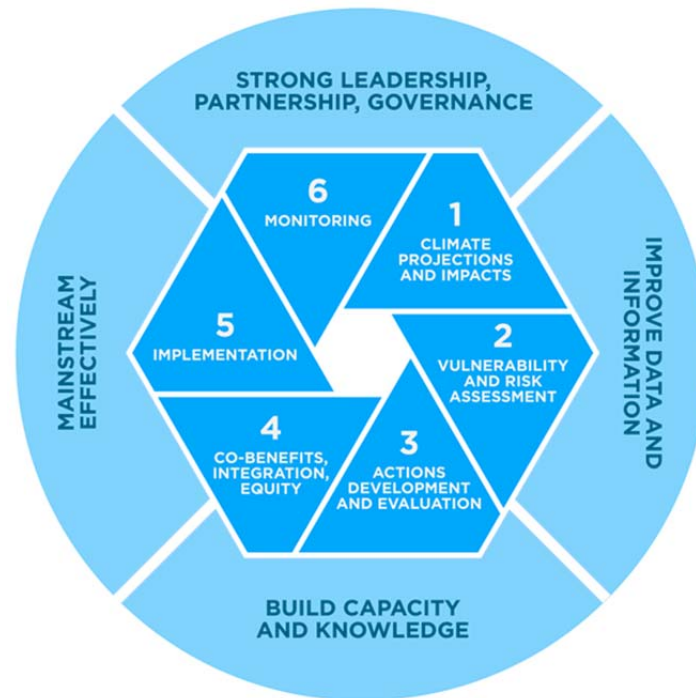 STRONG LEADERSHIP,
PARTNERSHIP, GOVERNANCE
6
MONITORING
1
CLIMATE
PROJECTIONS
AND IMPACTS
5
IMPLEMENTATION
2
VULNERABILITY
AND RISK
ASSESSMENT
4
CO-BENEFITS,
INTEGRATION,
EQUITY
3
ACTIONS
DEVELOPMENT
AND EVALUATION
MAINSTREAM
EFFECTIVELY
IMPROVE DATA AND
INFORMATION
BUILD CAPACITY
AND KNOWLEDGE